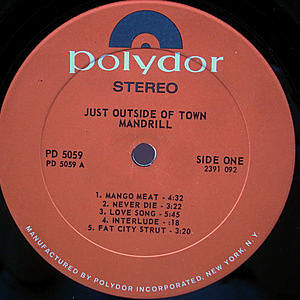 polydor
STEREO
JUST OUTSIDE OF TOWN
MANDRILL
PD 5059
PD 5059 A
SIDE ONE
2391 092
1. MANGO MEAT - 4:32
2. NEVER DIE - 3:22
3. LOVE SONG - 5:45
4. INTERLUDE - :18
5. FAT CITY STRUT - 3:20
MANUFACTURED BY POLYDOR INCORPORATED, NEW YORK, N.Y.